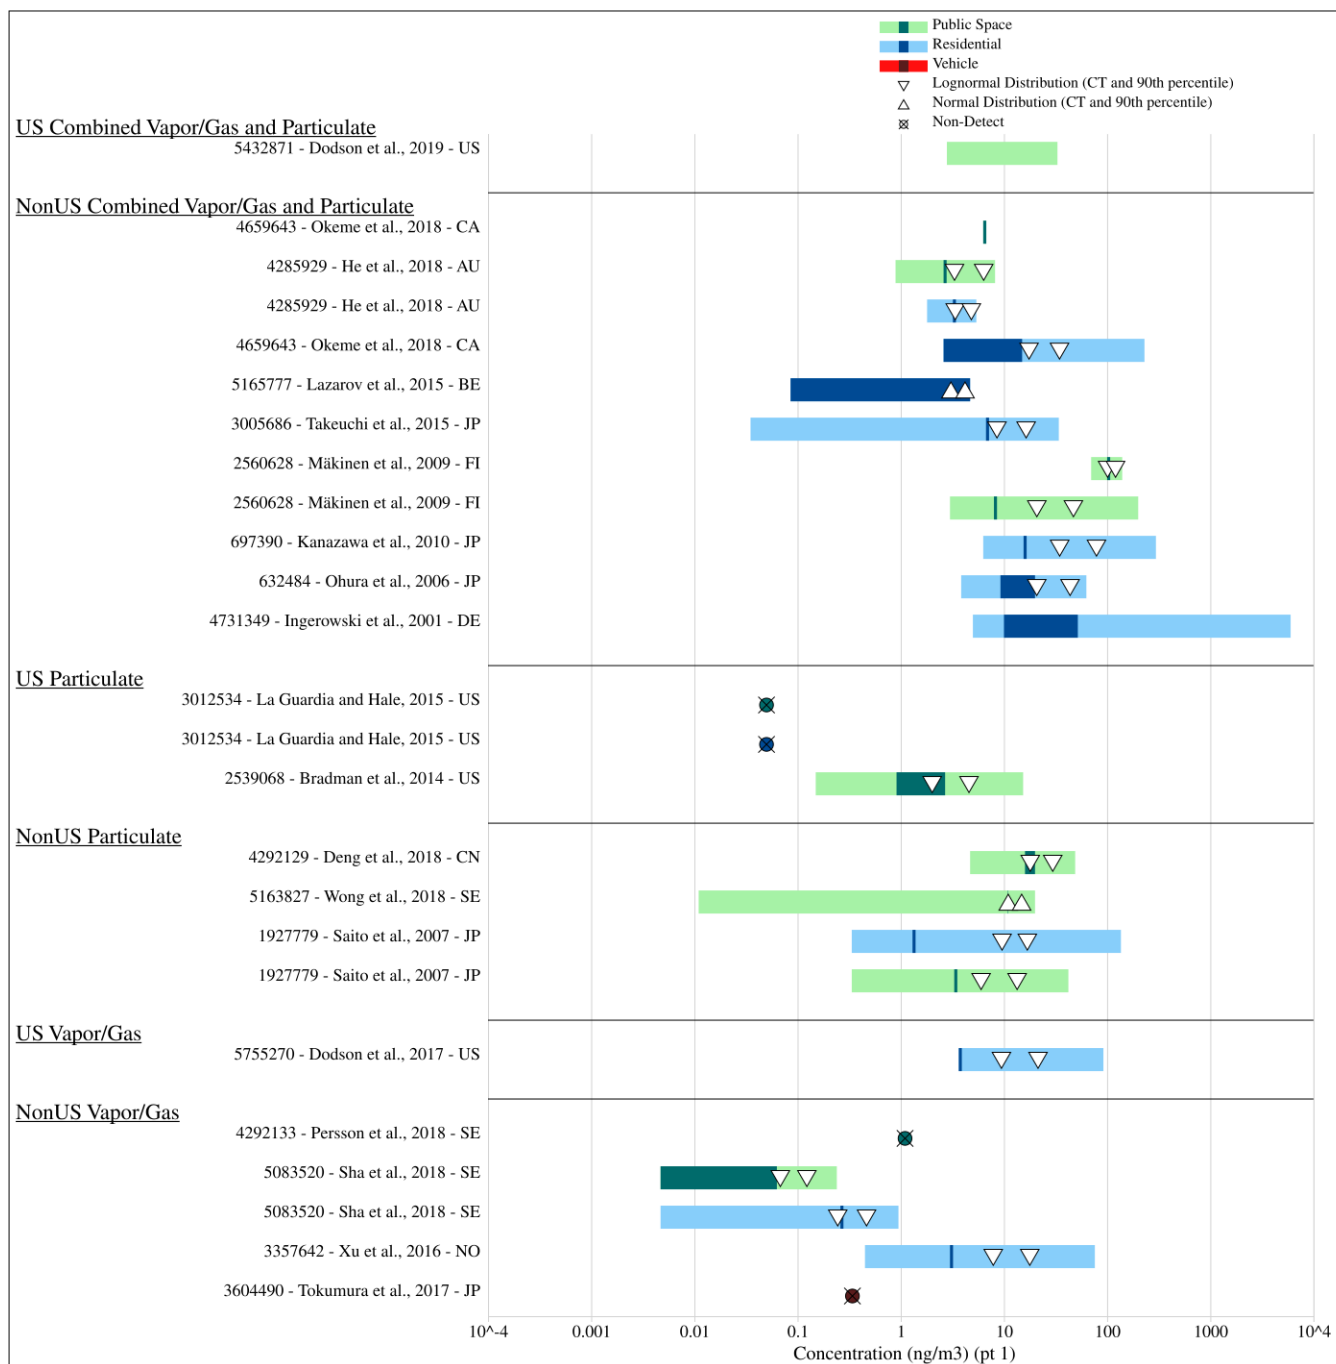 Public Space
Residential
Vehicle
Lognormal Distribution (CT and 90th percentile)
Normal Distribution (CT and 90th percentile)
Non-Detect
US Combined Vapor/Gas and Particulate
5432871 - Dodson et al., 2019 - US
NonUS Combined Vapor/Gas and Particulate
4659643 - Okeme et al., 2018 - CA
4285929 - He et al., 2018 - AU
4285929 - He et al., 2018 - AU
4659643 - Okeme et al., 2018 - CA
5165777 - Lazarov et al., 2015 - BE
3005686 - Takeuchi et al., 2015 - JP
2560628 - Mäkinen et al., 2009 - FI
2560628 - Mäkinen et al., 2009 - FI
697390 - Kanazawa et al., 2010 - JP
632484 - Ohura et al., 2006 - JP
4731349 - Ingerowski et al., 2001 - DE
US Particulate
3012534 - La Guardia and Hale, 2015 - US
3012534 - La Guardia and Hale, 2015 - US
2539068 - Bradman et al., 2014 - US
NonUS Particulate
4292129 - Deng et al., 2018 - CN
5163827 - Wong et al., 2018 - SE
1927779 - Saito et al., 2007 - JP
1927779 - Saito et al., 2007 - JP
US Vapor/Gas
5755270 - Dodson et al., 2017 - US
NonUS Vapor/Gas
4292133 - Persson et al., 2018 - SE
5083520 - Sha et al., 2018 - SE
5083520 - Sha et al., 2018 - SE
3357642 - Xu et al., 2016 - NO
3604490 - Tokumura et al., 2017 - JP
10^-4 0.001 0.01 0.1 1 10 100 1000 10^4
Concentration (ng/m3) (pt 1)